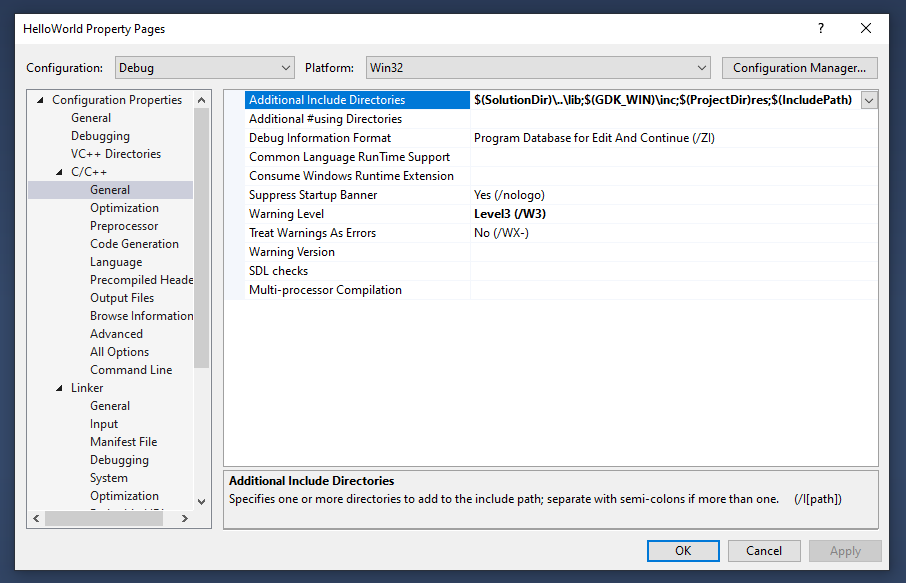 HelloWorld Property Pages ?
Configuration: Debug Platform: Win32 Configuration Manager...
Configuration Properties
General
Debugging
VC++ Directories
C/C++
General
Optimization
Preprocessor
Code Generation
Language
Precompiled Heade
Output Files
Browse Information
Advanced
All Options
Command Line
Linker
General
Input
Manifest File
Debugging
System
Optimization
Additional Include Directories $(SolutionDir)\..\lib;$(GDK_WIN)\inc;$(ProjectDir)res;$(IncludePath)
Additional #using Directories
Debug Information Format Program Database for Edit And Continue (/ZI)
Common Language RunTime Support
Consume Windows Runtime Extension
Suppress Startup Banner Yes (/nologo)
Warning Level Level3 (/W3)
Treat Warnings As Errors No (/WX-)
Warning Version
SDL checks
Multi-processor Compilation
Additional Include Directories
Specifies one or more directories to add to the include path; separate with semi-colons if more than one. (/I[path])
OK Cancel Apply